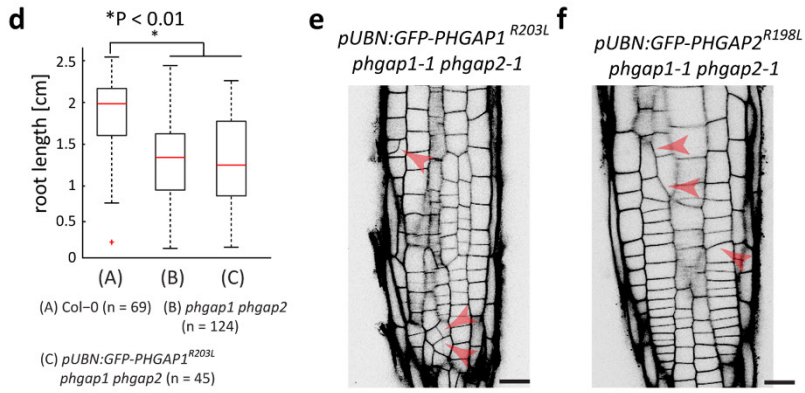 d
*P < 0.01
*
root length [cm]
2.5
2
1.5
1
0.5
0
(A) (B) (C)
(A) Col–0 (n = 69) (B) phgap1 phgap2
(n = 124)
(C) pUBN:GFP-PHGAP1R203L
phgap1 phgap2 (n = 45)
e
pUBN:GFP-PHGAP1 R203L
phgap1-1 phgap2-1
f
pUBN:GFP-PHGAP2R198L
phgap1-1 phgap2-1